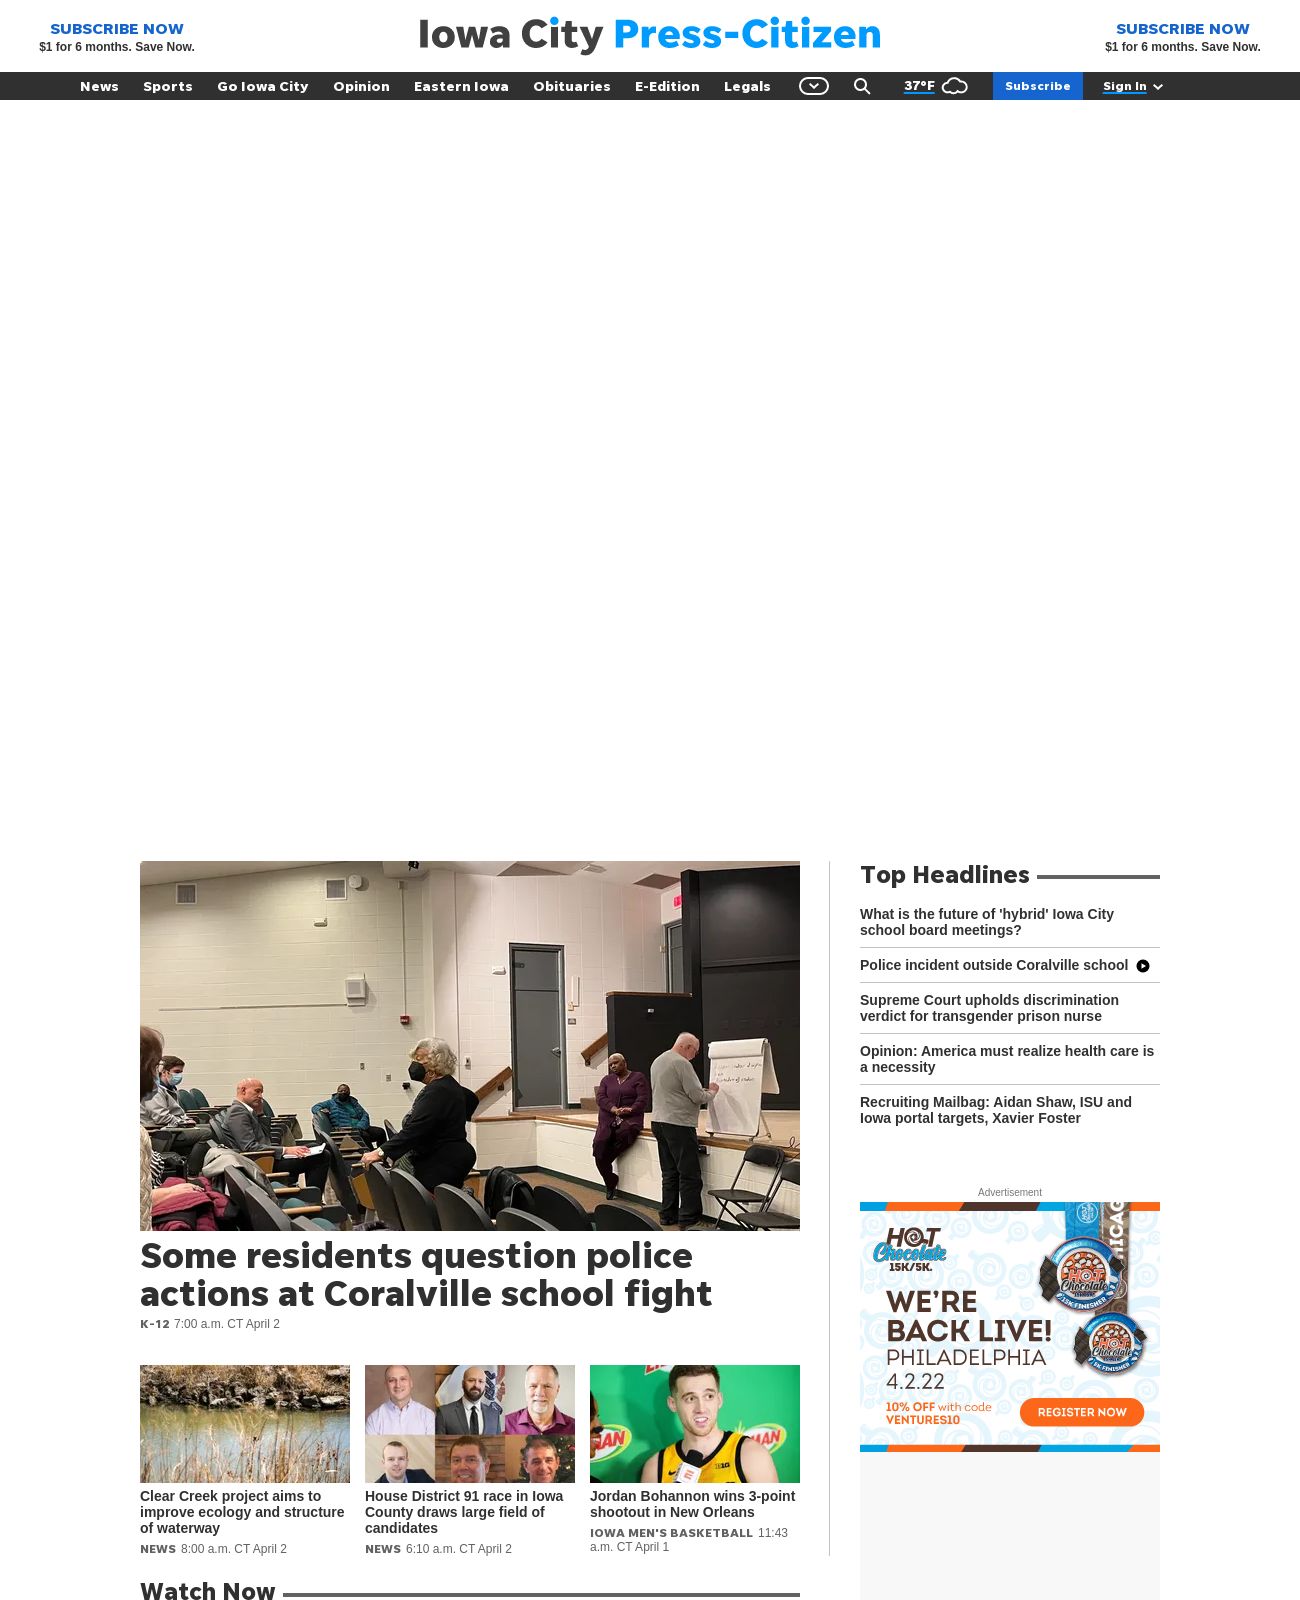 SUBSCRIBE NOW
$1 for 6 months. Save Now.
Iowa City Press-Citizen
SUBSCRIBE NOW
$1 for 6 months. Save Now.
News Sports Go Iowa City Opinion Eastern Iowa Obituaries E-Edition Legals 37°F Subscribe Sign In
Some residents question police
actions at Coralville school fight
K-12 7:00 a.m. CT April 2
Clear Creek project aims to
improve ecology and structure
of waterway
NEWS 8:00 a.m. CT April 2
House District 91 race in Iowa
County draws large field of
candidates
NEWS 6:10 a.m. CT April 2
Jordan Bohannon wins 3-point
shootout in New Orleans
IOWA MEN'S BASKETBALL 11:43
a.m. CT April 1
Watch Now
Top Headlines
What is the future of 'hybrid' Iowa City
school board meetings?
Police incident outside Coralville school
Supreme Court upholds discrimination
verdict for transgender prison nurse
Opinion: America must realize health care is
a necessity
Recruiting Mailbag: Aidan Shaw, ISU and
Iowa portal targets, Xavier Foster
Advertisement
HOT
Chocolate
15K/5K.
WE'RE
BACK LIVE!
PHILADELPHIA
4.2.22
10% OFF with code
VENTURES10
REGISTER NOW
HOT
Chocolate
15K FINISHER
HOT
Chocolate
5K FINISHER